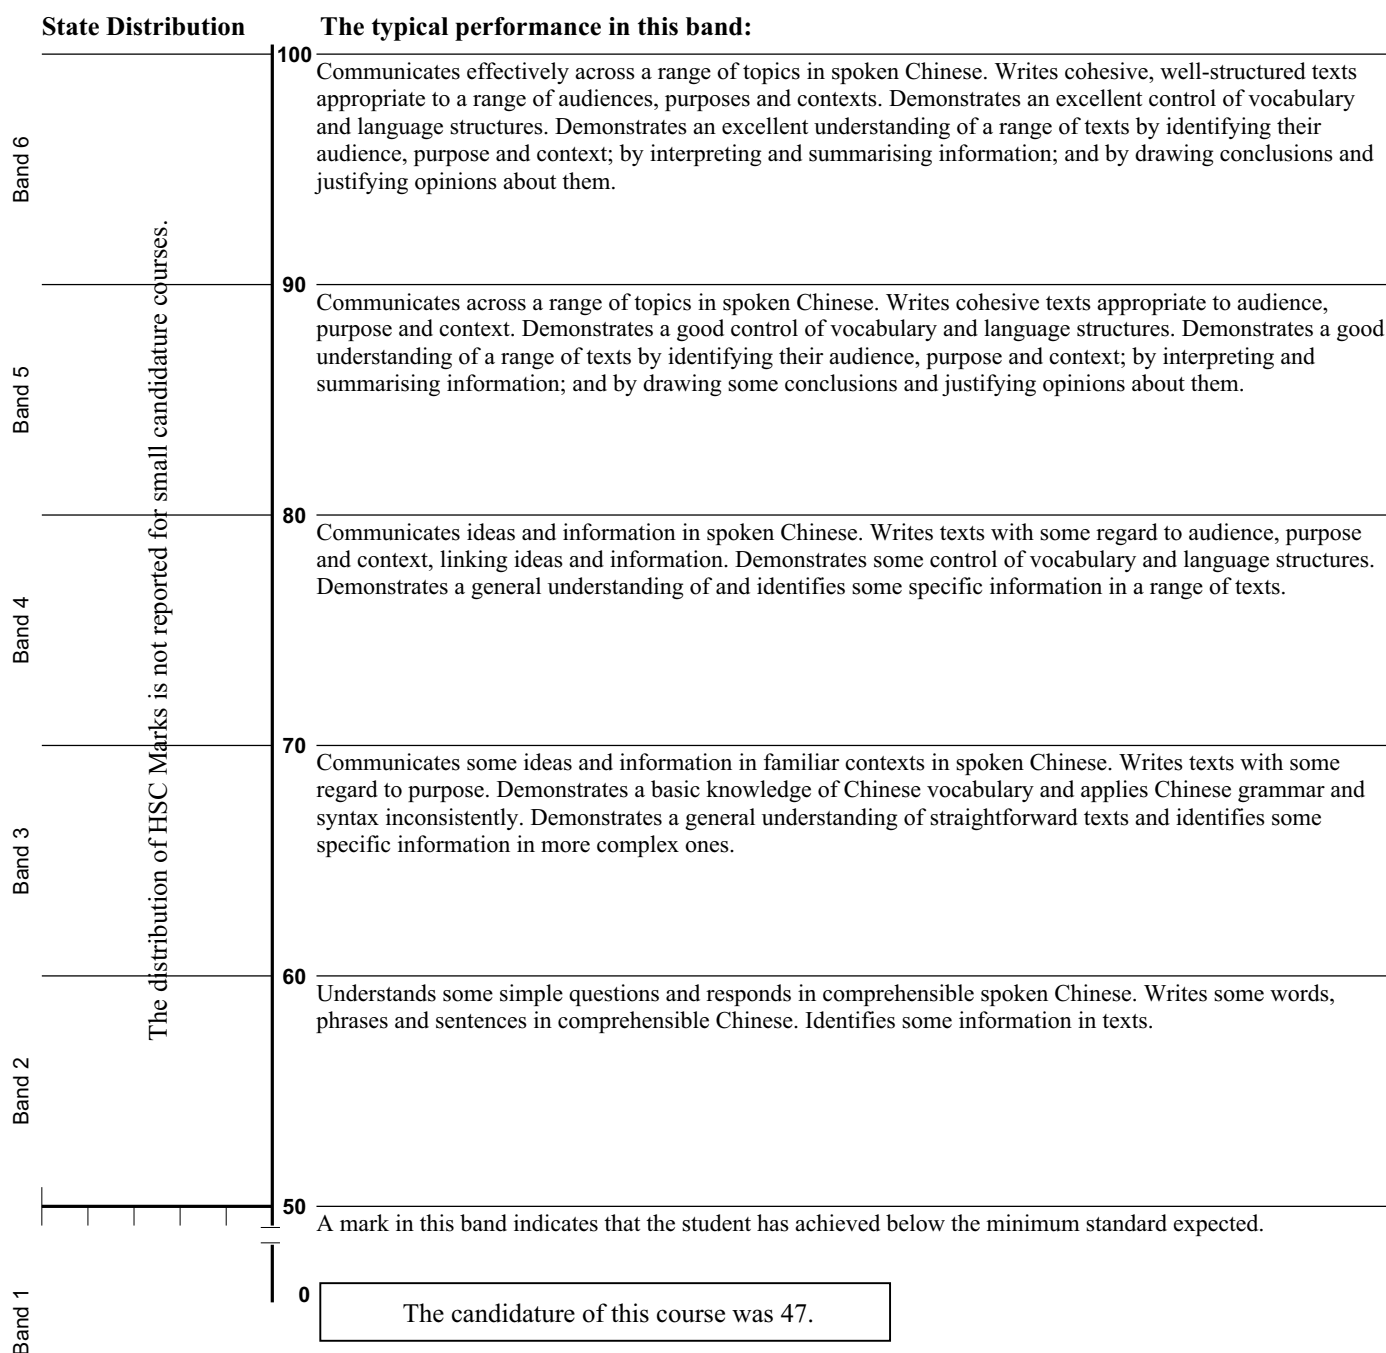 State Distribution
The typical performance in this band:
100
Communicates effectively across a range of topics in spoken Chinese. Writes cohesive, well-structured texts
appropriate to a range of audiences, purposes and contexts. Demonstrates an excellent control of vocabulary
and language structures. Demonstrates an excellent understanding of a range of texts by identifying their
audience, purpose and context; by interpreting and summarising information; and by drawing conclusions and
justifying opinions about them.
Band 6
90
Communicates across a range of topics in spoken Chinese. Writes cohesive texts appropriate to audience,
purpose and context. Demonstrates a good control of vocabulary and language structures. Demonstrates a good
understanding of a range of texts by identifying their audience, purpose and context; by interpreting and
summarising information; and by drawing some conclusions and justifying opinions about them.
Band 5
80
Communicates ideas and information in spoken Chinese. Writes texts with some regard to audience, purpose
and context, linking ideas and information. Demonstrates some control of vocabulary and language structures.
Demonstrates a general understanding of and identifies some specific information in a range of texts.
Band 4
The distribution of HSC Marks is not reported for small candidature courses.
70
Communicates some ideas and information in familiar contexts in spoken Chinese. Writes texts with some
regard to purpose. Demonstrates a basic knowledge of Chinese vocabulary and applies Chinese grammar and
syntax inconsistently. Demonstrates a general understanding of straightforward texts and identifies some
specific information in more complex ones.
Band 3
60
Understands some simple questions and responds in comprehensible spoken Chinese. Writes some words,
phrases and sentences in comprehensible Chinese. Identifies some information in texts.
Band 2
50
A mark in this band indicates that the student has achieved below the minimum standard expected.
0
Band 1
The candidature of this course was 47.